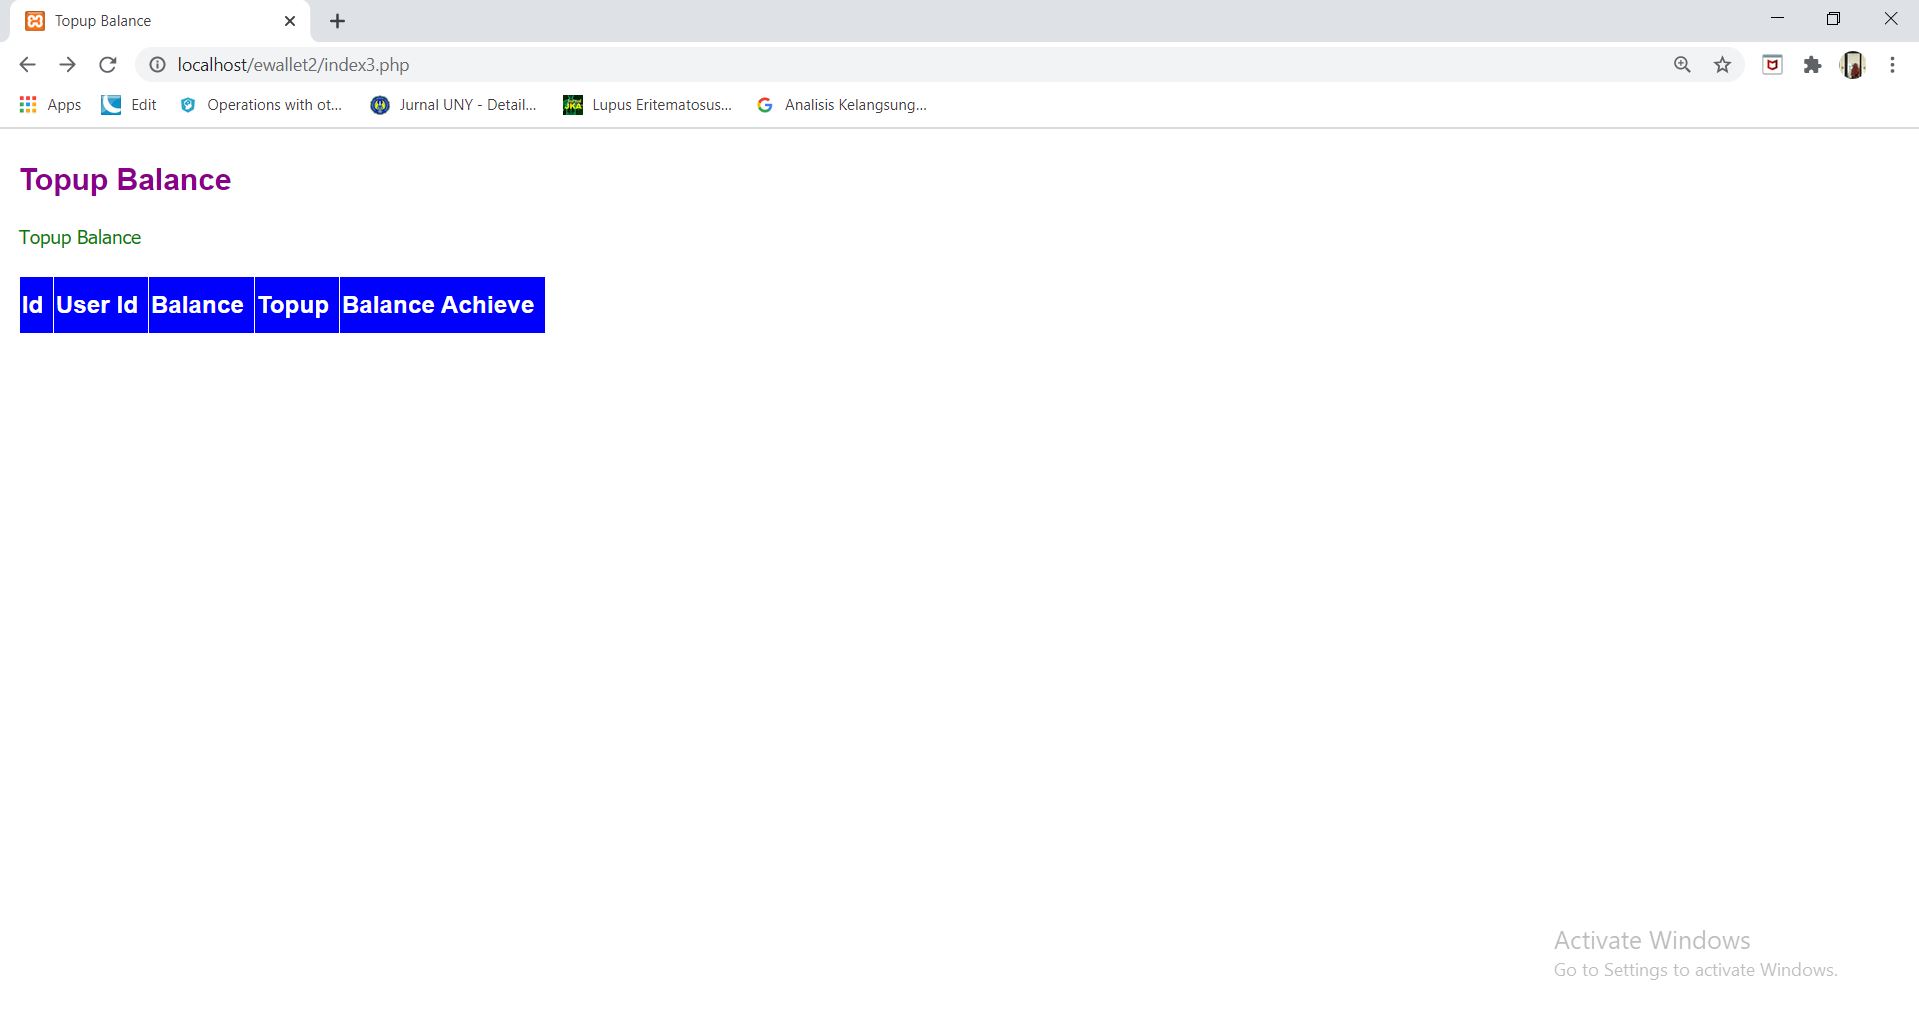 Topup Balance
localhost/ewallet2/index3.php
Apps Edit Operations with ot... Jurnal UNY - Detail... Lupus Eritematosus... Analisis Kelangsung...
Topup Balance
Topup Balance
Id User Id Balance Topup Balance Achieve
Activate Windows
Go to Settings to activate Windows.